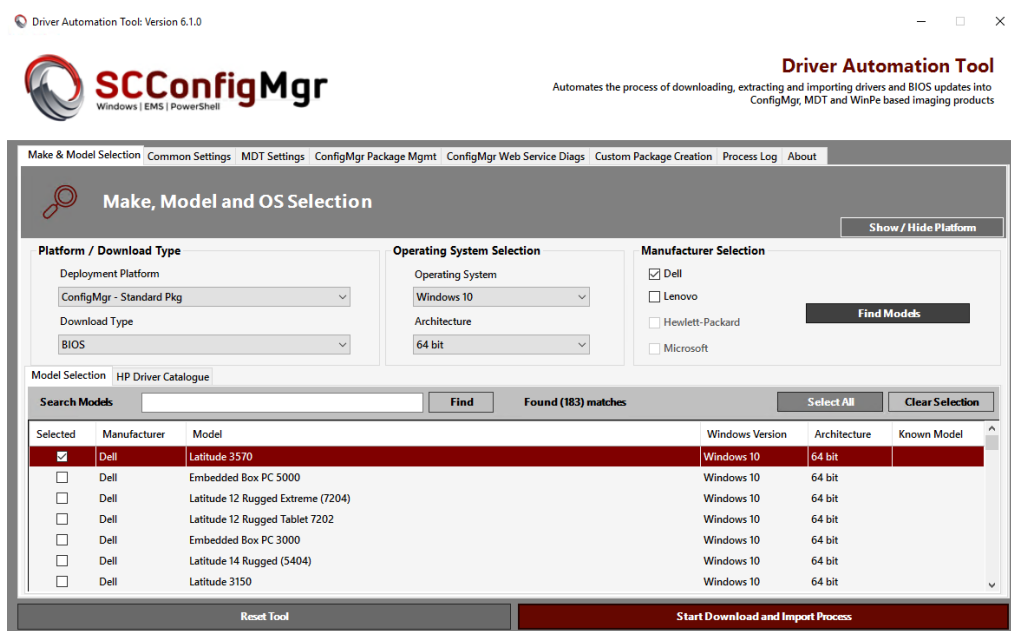 Driver Automation Tool: Version 6.1.0
SCConfigMgr
Windows | EMS | PowerShell
Driver Automation Tool
Automates the process of downloading, extracting and importing drivers and BIOS updates into
ConfigMgr, MDT and WinPe based imaging products
Make & Model Selection Common Settings MDT Settings ConfigMgr Package Mgmt ConfigMgr Web Service Diags Custom Package Creation Process Log About
Make, Model and OS Selection
Show / Hide Platform
Platform / Download Type
Deployment Platform
ConfigMgr - Standard Pkg
Download Type
BIOS
Operating System Selection
Operating System
Windows 10
Architecture
64 bit
Manufacturer Selection
Dell
Lenovo
Hewlett-Packard
Microsoft
Find Models
Model Selection HP Driver Catalogue
Search Models Find Found (183) matches Select All Clear Selection
Selected Manufacturer Model Windows Version Architecture Known Model
Dell Latitude 3570 Windows 10 64 bit
Dell Embedded Box PC 5000 Windows 10 64 bit
Dell Latitude 12 Rugged Extreme (7204) Windows 10 64 bit
Dell Latitude 12 Rugged Tablet 7202 Windows 10 64 bit
Dell Embedded Box PC 3000 Windows 10 64 bit
Dell Latitude 14 Rugged (5404) Windows 10 64 bit
Dell Latitude 3150 Windows 10 64 bit
Reset Tool Start Download and Import Process